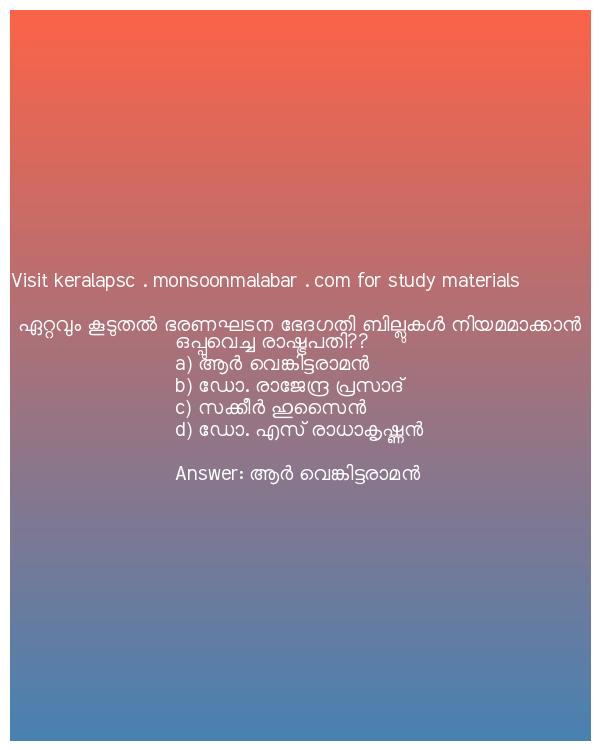 Visit keralapsc . monsoonmalabar . com for study materials
ഏറ്റവും കൂടുതൽ ഭരണഘടന ഭേദഗതി ബില്ലുകൾ നിയമമാക്കാൻ
ഒപ്പുവെച്ച രാഷ്ട്രപതി??
a) ആർ വെങ്കിട്ടരാമൻ
b) ഡോ. രാജേന്ദ്ര പ്രസാദ്
c) സക്കീർ ഹുസൈൻ
d) ഡോ. എസ് രാധാകൃഷ്ണൻ
Answer: ആർ വെങ്കിട്ടരാമൻ